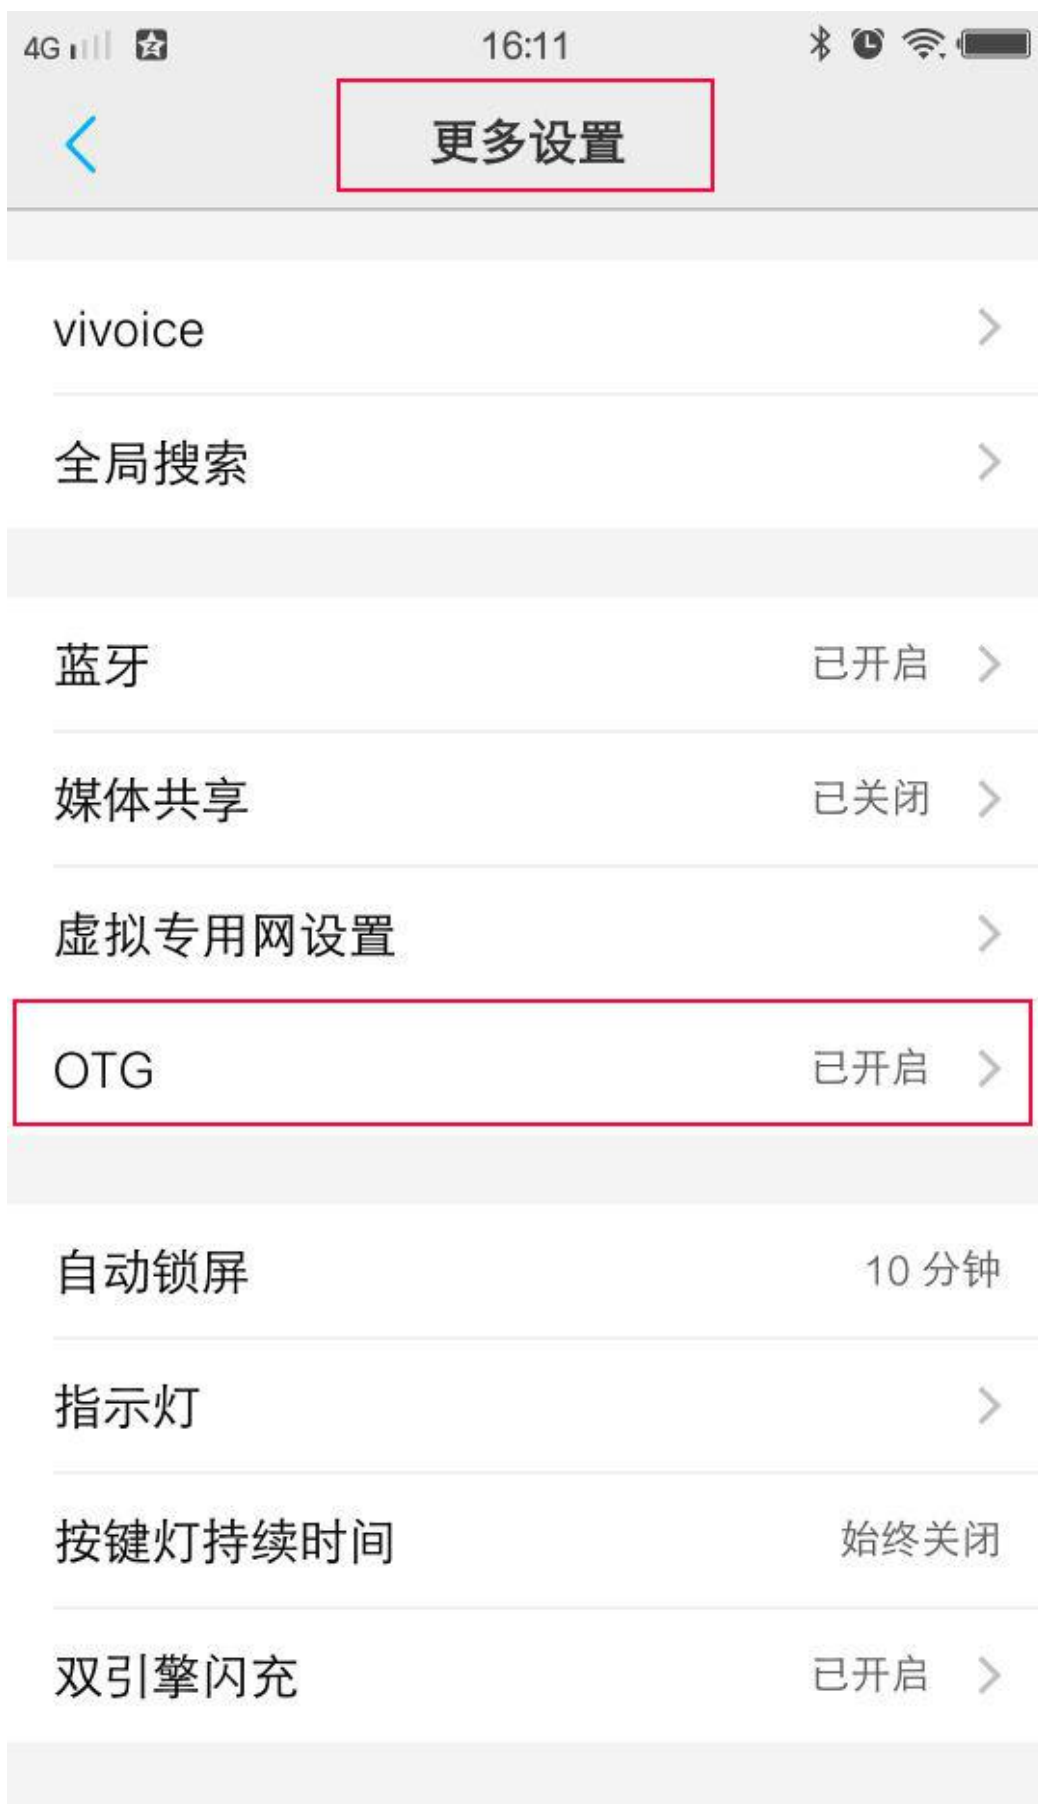 4G 16:11
更多设置
vivoice
全局搜索
蓝牙 已开启
媒体共享 已关闭
虚拟专用网设置
OTG 已开启
自动锁屏 10 分钟
指示灯
按键灯持续时间 始终关闭
双引擎闪充 已开启